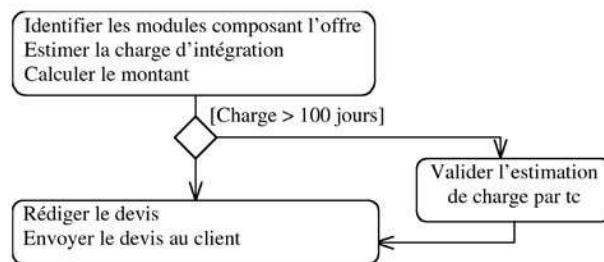 Identifier les modules composant l'offre
Estimer la charge d'intégration
Calculer le montant
[Charge > 100 jours]
Valider l'estimation
de charge par tc
Rédiger le devis
Envoyer le devis au client